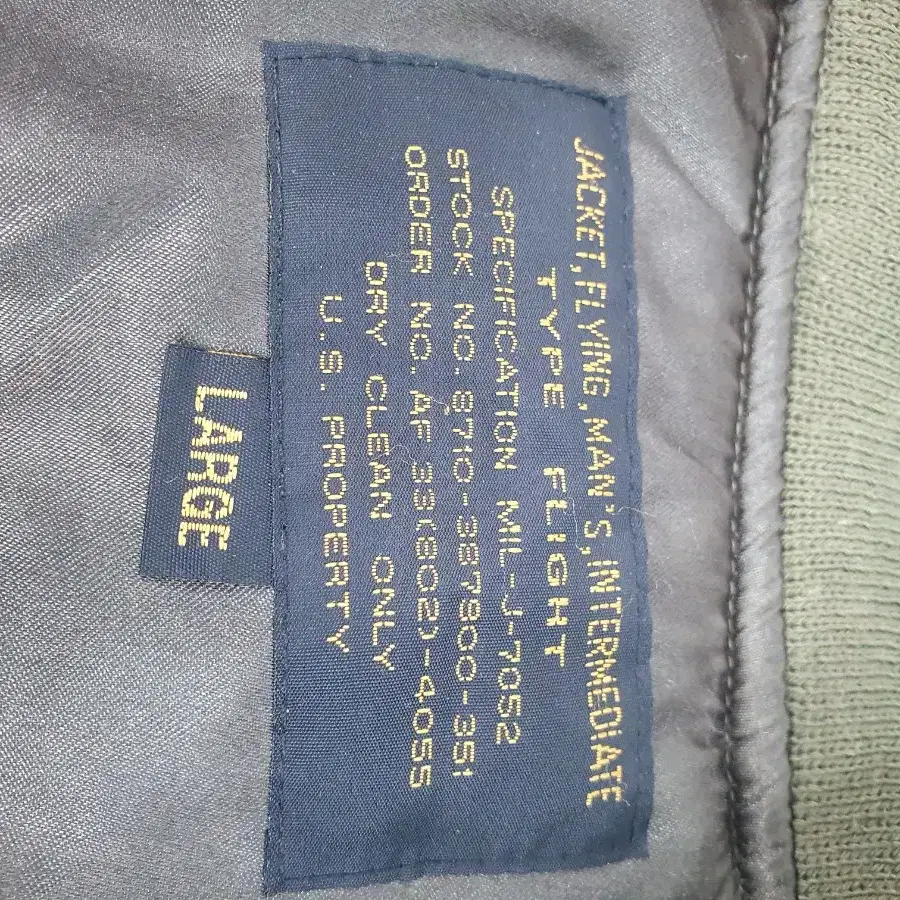 JACKET, FLYING, MAN'S, INTERMEDIATE
TYPE FLIGHT
SPECIFICATION MIL-J-7052
STOCK NO. 8710-387900-351
ORDER NO. AF 33(802)-4055
DRY CLEAN ONLY
U.S. PROPERTY
LARGE